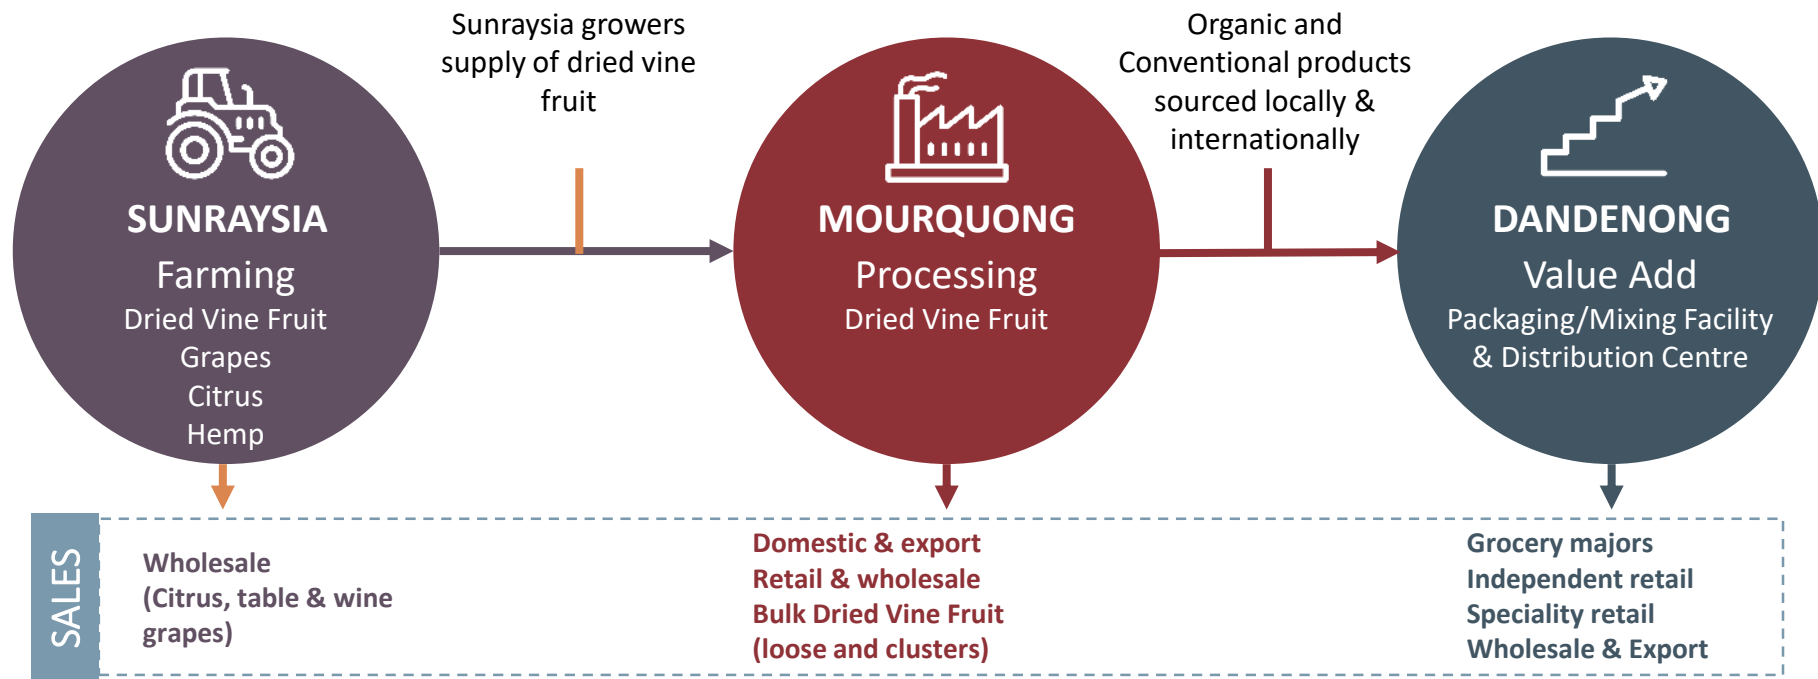 Sunraysia growers
supply of dried vine
fruit
Organic and
Conventional products
sourced locally &
internationally
SUNRAYSIA
Farming
Dried Vine Fruit
Grapes
Citrus
Hemp
MOURQUONG
Processing
Dried Vine Fruit
DANDENONG
Value Add
Packaging/Mixing Facility
& Distribution Centre
SALES
Wholesale
(Citrus, table & wine
grapes)
Domestic & export
Retail & wholesale
Bulk Dried Vine Fruit
(loose and clusters)
Grocery majors
Independent retail
Speciality retail
Wholesale & Export